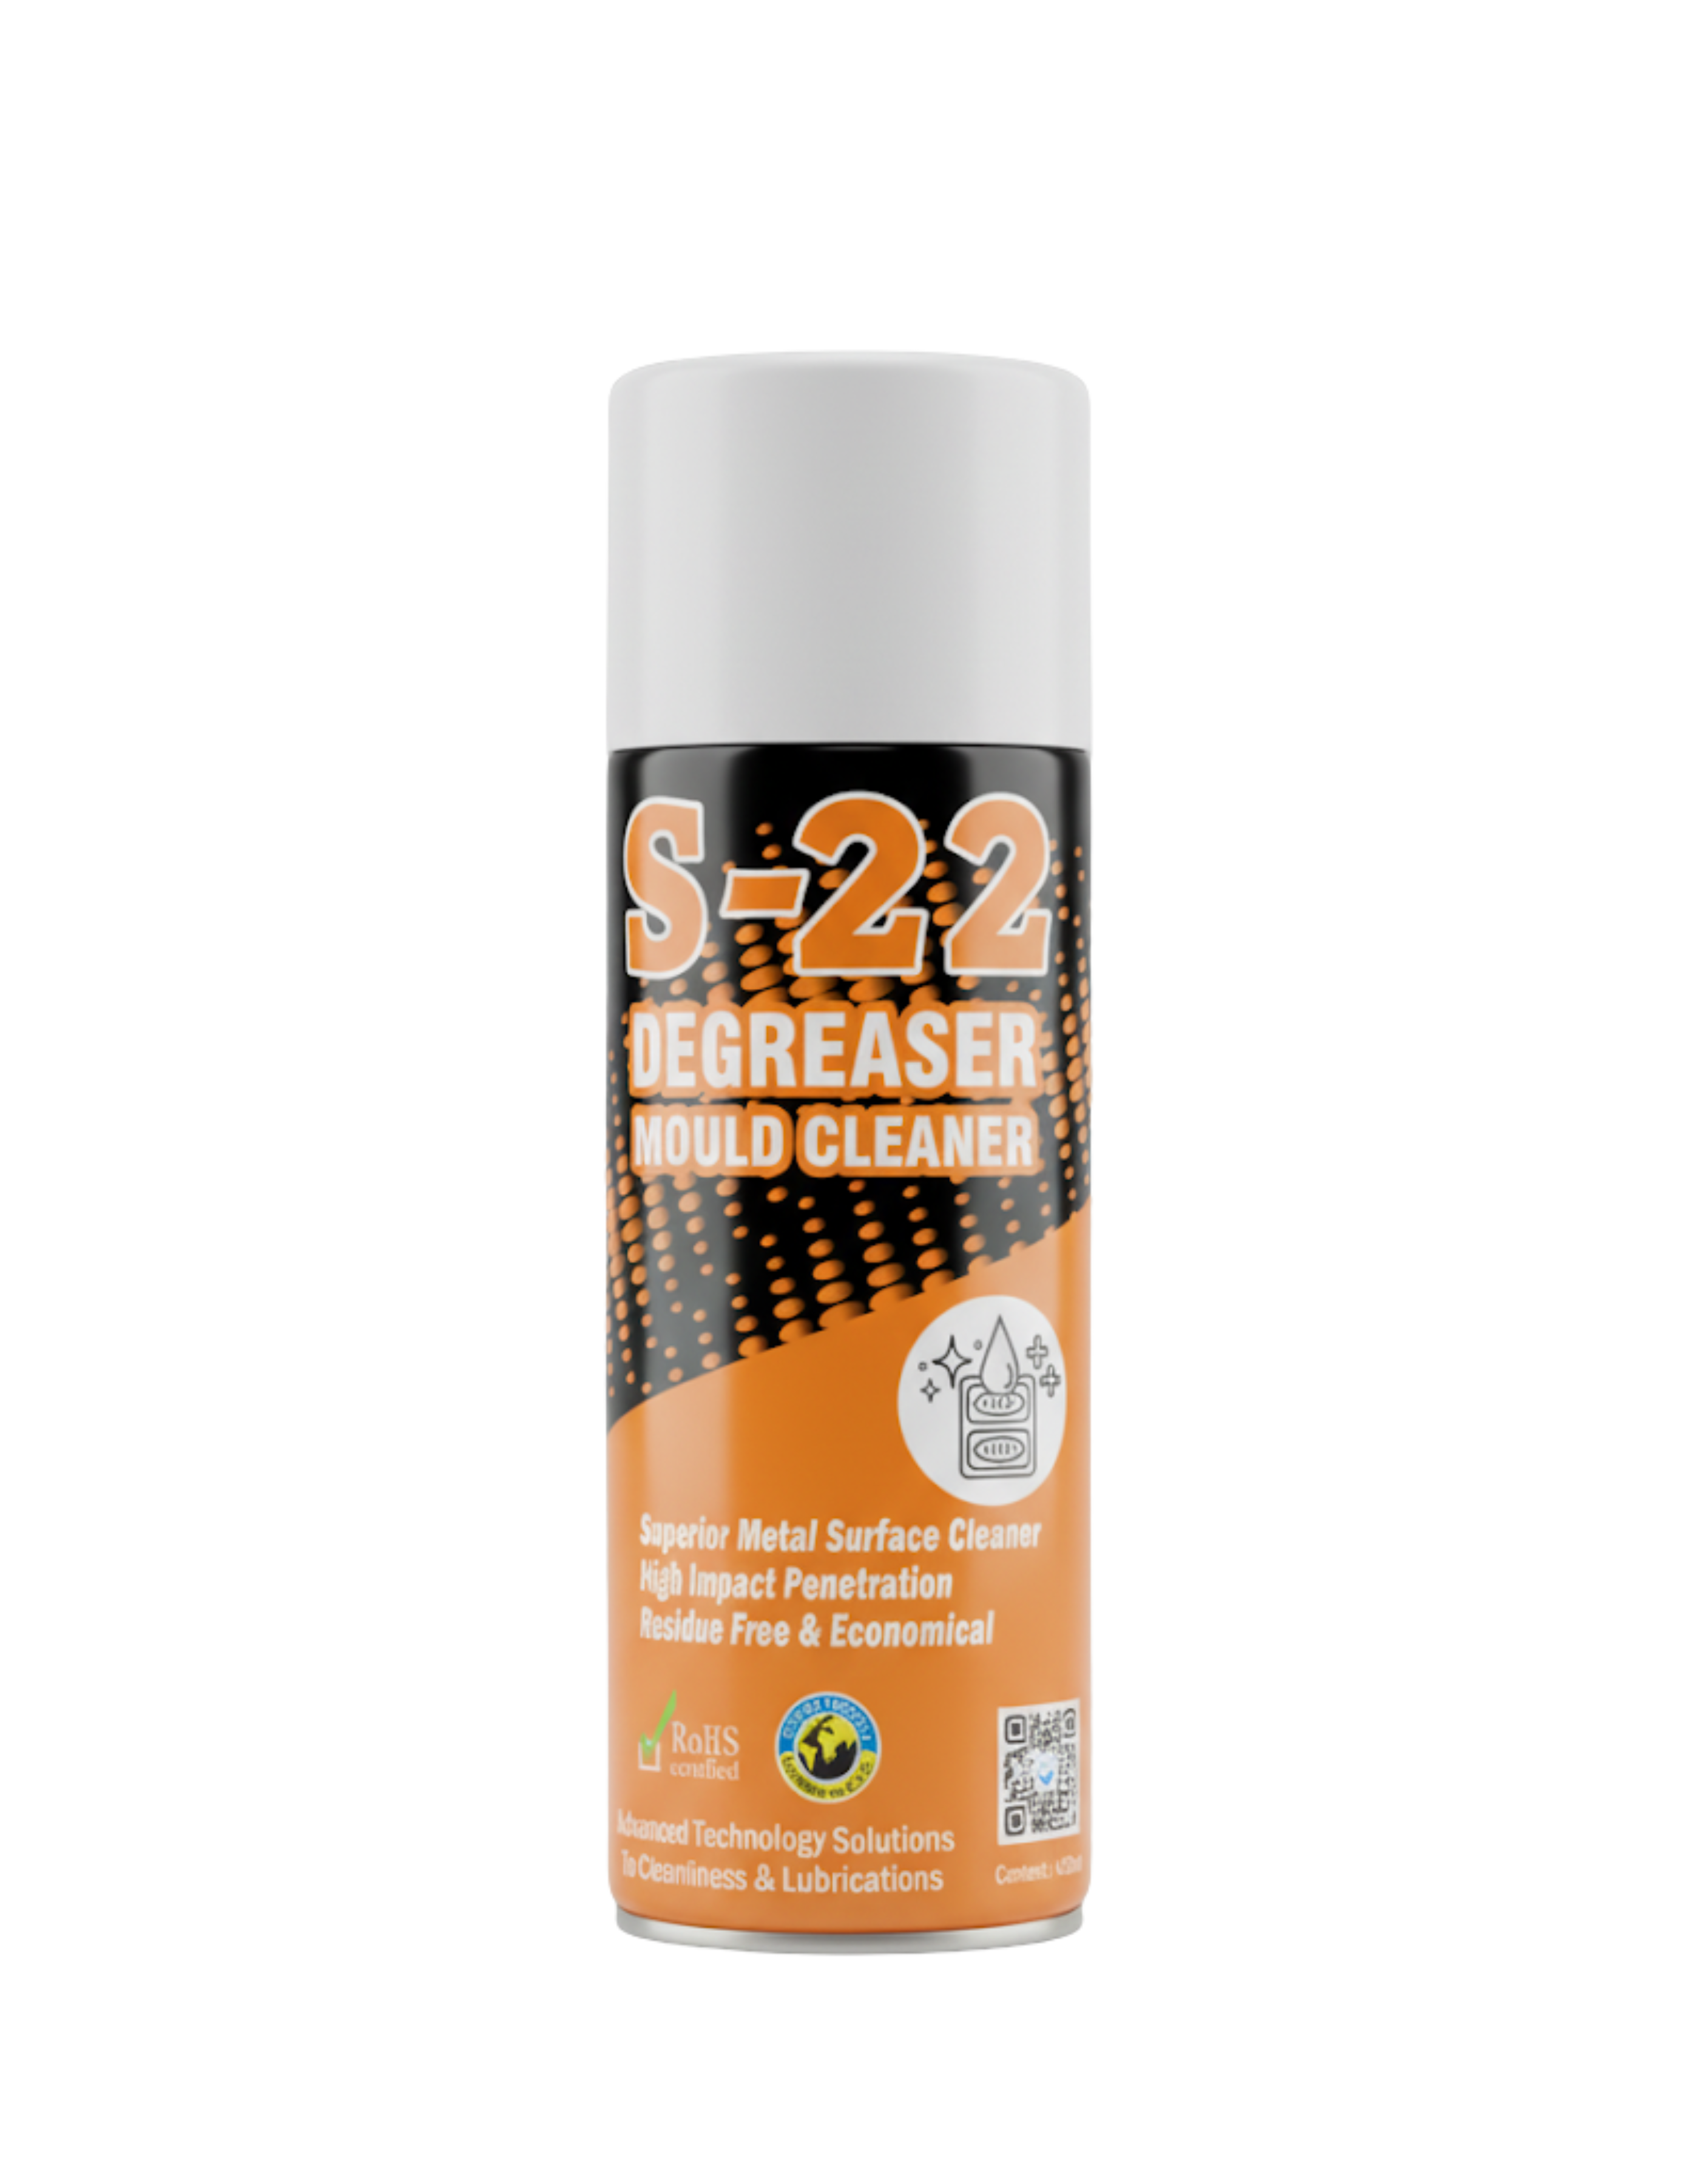 S-22
DEGREASER
MOULD CLEANER
Superior Metal Surface Cleaner
High Impact Penetration
Residue Free & Economical
RoHS
certified
Advanced Technology Solutions
To Cleanliness & Lubrications
Content: